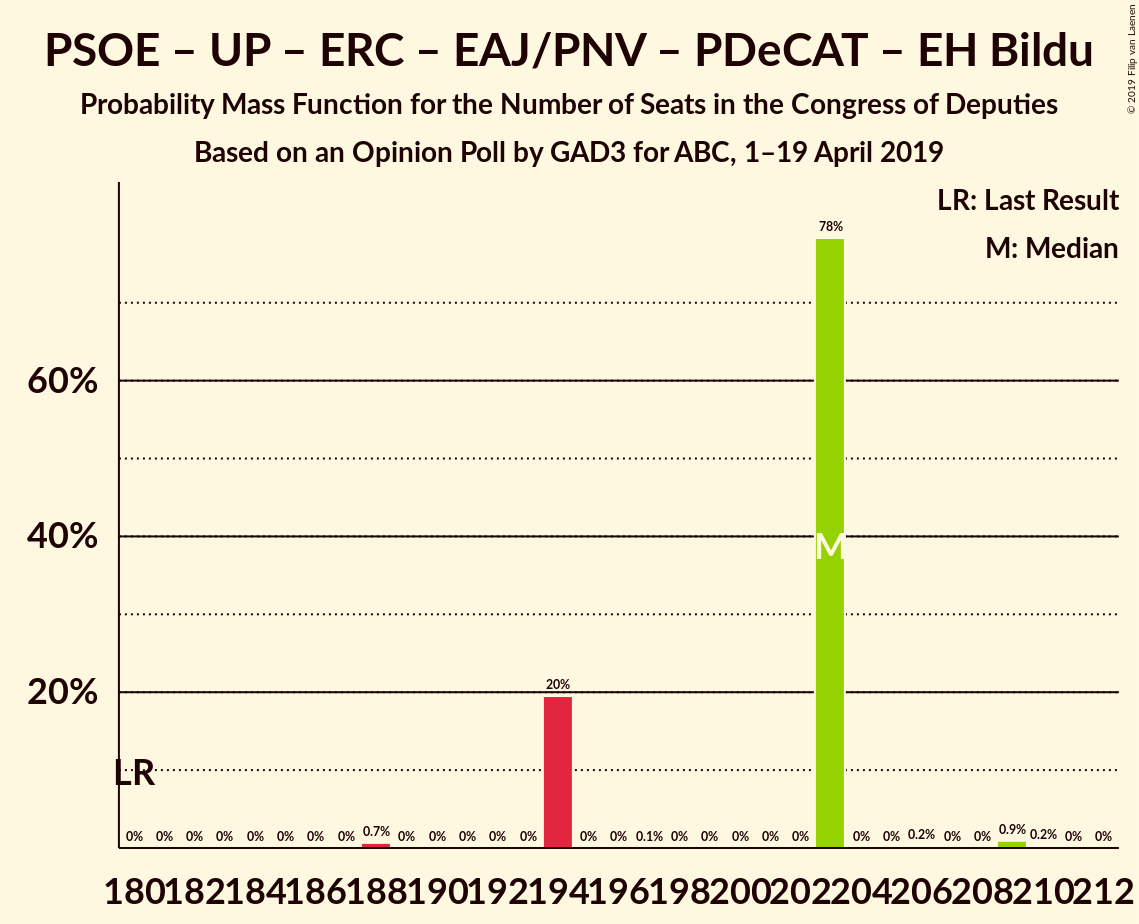 PSOE – UP – ERC – EAJ/PNV – PDeCAT – EH Bildu
Probability Mass Function for the Number of Seats in the Congress of Deputies
Based on an Opinion Poll by GAD3 for ABC, 1–19 April 2019
© 2019 Filip van Laenen
LR: Last Result
M: Median
78%
60%
40%
M
20%
20%
LR
0% 0% 0% 0% 0% 0% 0% 0% 0.7% 0% 0% 0% 0% 0% 0% 0% 0.1% 0% 0% 0% 0% 0% 0% 0% 0.2% 0% 0% 0.9% 0.2% 0% 0%
180 182 184 186 188 190 192 194 196 198 200 202 204 206 208 210 212